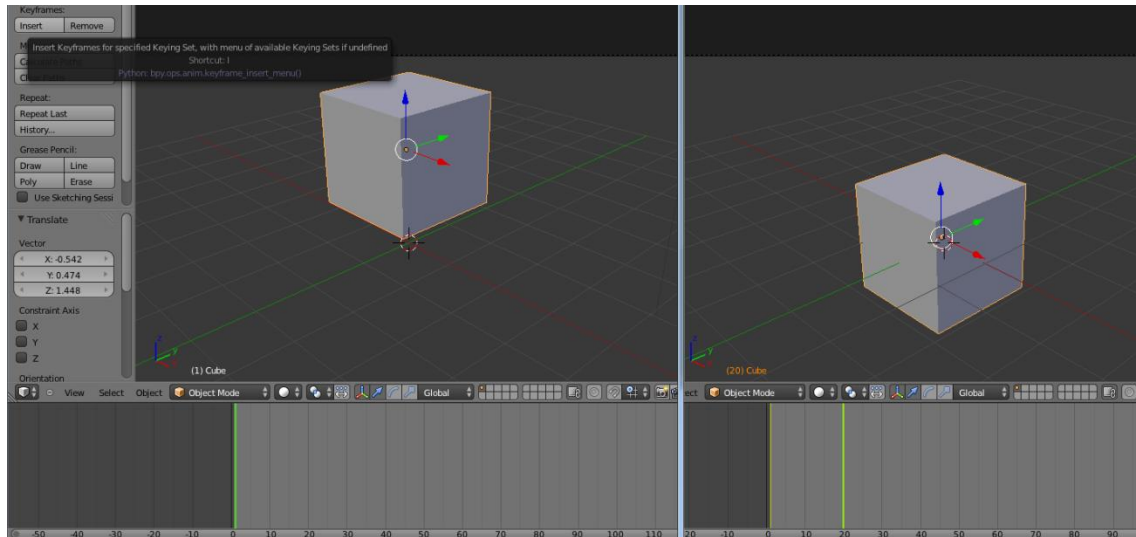 Keyframes:
Insert Remove
Insert Keyframes for specified Keying Set, with menu of available Keying Sets if undefined
Shortcut: I
Python: bpy.ops.anim.keyframe_insert_menu()
Repeat:
Repeat Last
History...
Grease Pencil:
Draw Line
Poly Erase
Use Sketching Sessi
Translate
Vector
X: -0.542
Y: 0.474
Z: 1.448
Constraint Axis
X
Y
Z
Orientation
z
y
x
(1) Cube
View Select Object Object Mode Global
-50 -40 -30 -20 -10 0 10 20 30 40 50 60 70 80 90 100 110
z
y
x
(20) Cube
ect Object Mode Global
20 -10 0 10 20 30 40 50 60 70 80 90